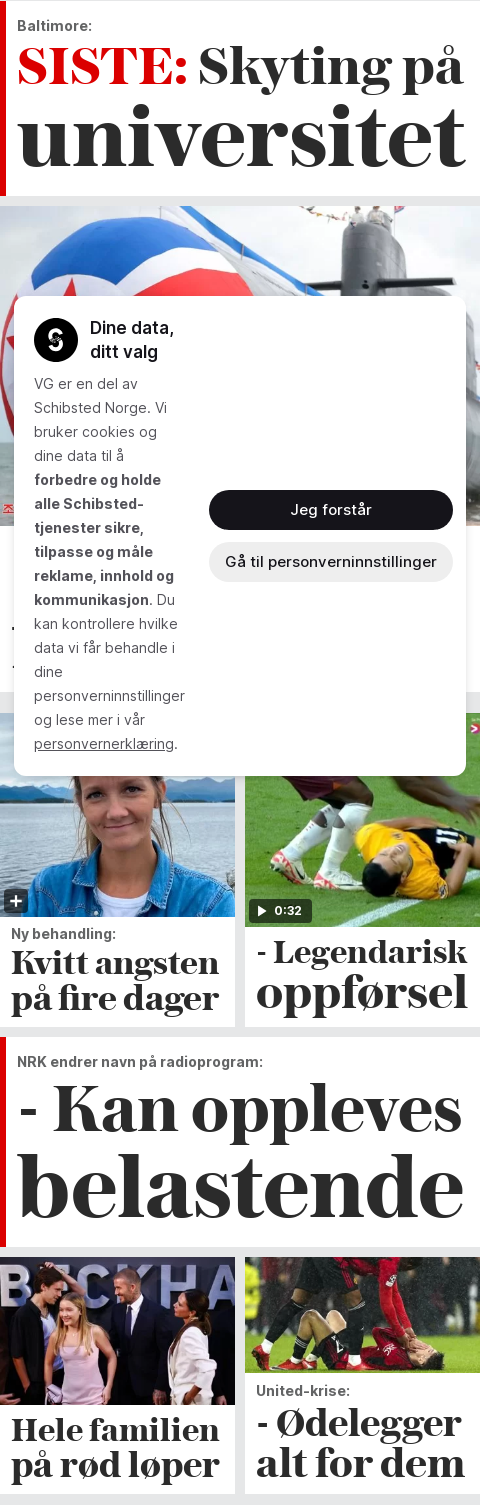 Baltimore:
SISTE: Skyting på
universitet
Dine data,
ditt valg
VG er en del av
Schibsted Norge. Vi
bruker cookies og
dine data til å
forbedre og holde
alle Schibsted-
tjenester sikre,
tilpasse og måle
reklame, innhold og
kommunikasjon. Du
kan kontrollere hvilke
data vi får behandle i
dine
personverninnstillinger
og lese mer i vår
personvernerklæring.
Jeg forstår
Gå til personverninnstillinger
11
0:32
Ny behandling:
Kvitt angsten
på fire dager
- Legendarisk
oppførsel
NRK endrer navn på radioprogram:
- Kan oppleves
belastende
BECKHA
Hele familien
på rød løper
United-krise:
- Ødelegger
alt for dem